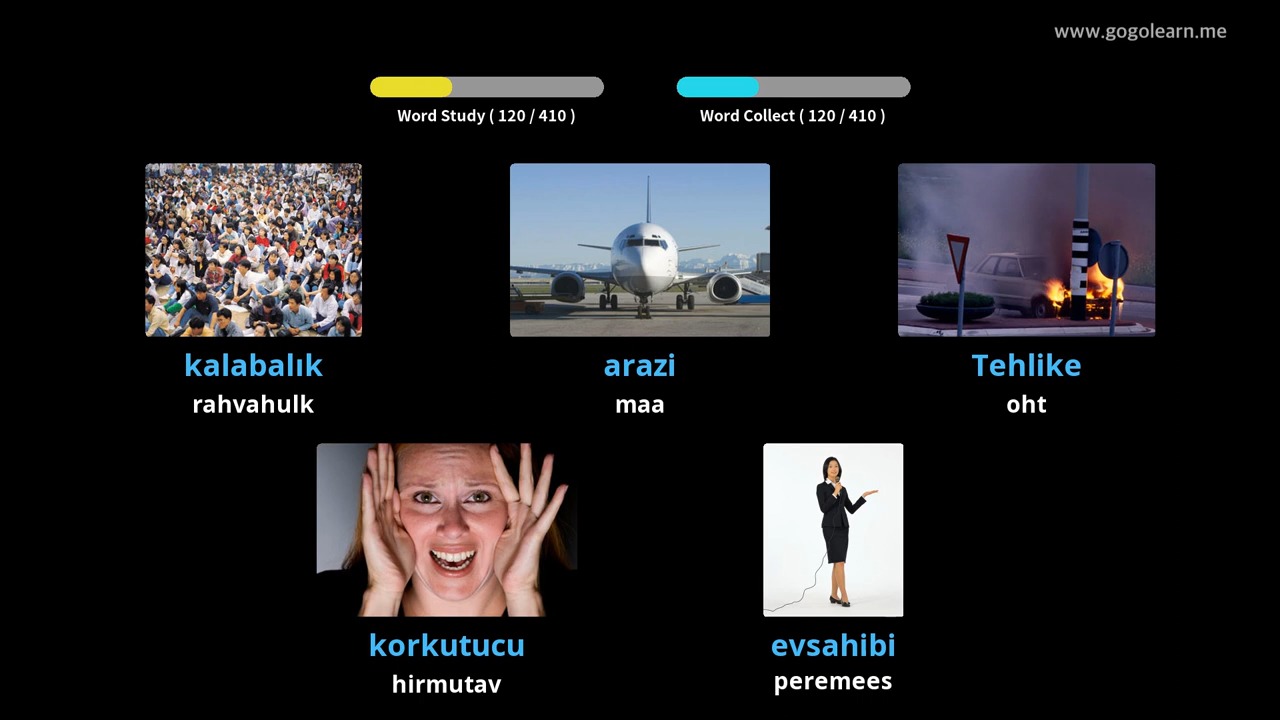 www.gogolearn.me
Word Study ( 120 / 410 )
Word Collect ( 120 / 410 )
kalabalık
rahvahulk
arazi
maa
Tehlike
oht
korkutucu
hirmutav
evsahibi
peremees